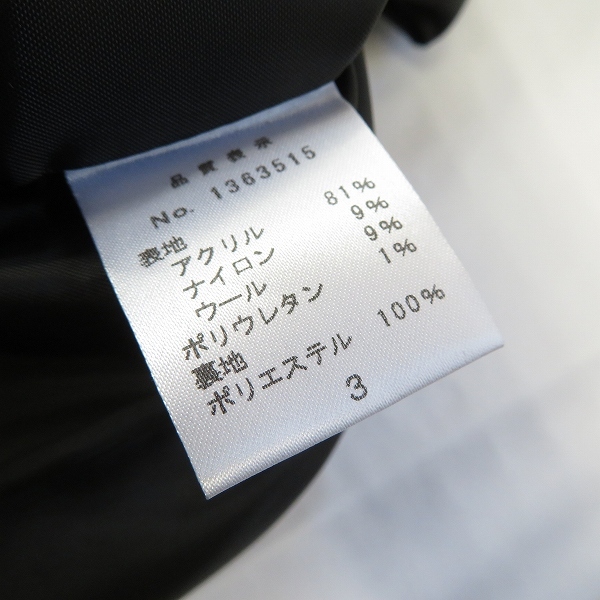 品質表示
No. 1363515
表地
アクリル 81%
ナイロン 9%
ウール 9%
ポリウレタン 1%
裏地
ポリエステル 100%
3